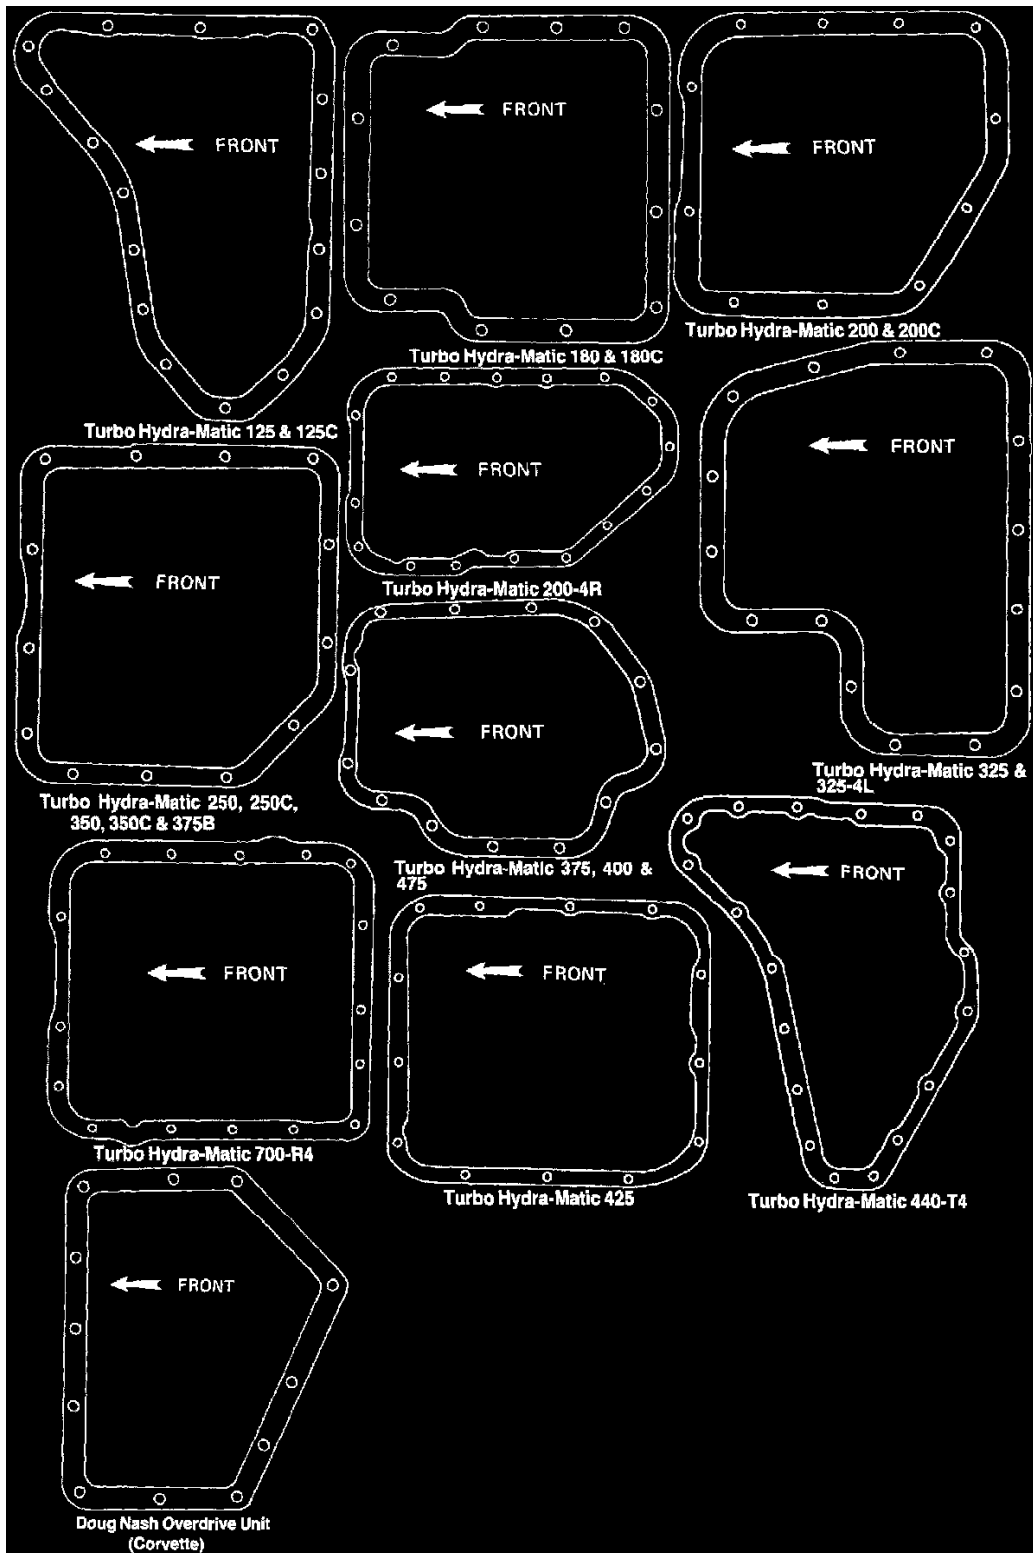 FRONT
Turbo Hydra-Matic 125 & 125C
FRONT
Turbo Hydra-Matic 180 & 180C
FRONT
Turbo Hydra-Matic 200 & 200C
FRONT
Turbo Hydra-Matic 250, 250C,
350, 350C & 375B
FRONT
Turbo Hydra-Matic 200-4R
FRONT
Turbo Hydra-Matic 325 &
325-4L
FRONT
Turbo Hydra-Matic 375, 400 &
475
FRONT
Turbo Hydra-Matic 700-R4
FRONT
Turbo Hydra-Matic 425
FRONT
Turbo Hydra-Matic 440-T4
FRONT
Doug Nash Overdrive Unit
(Corvette)